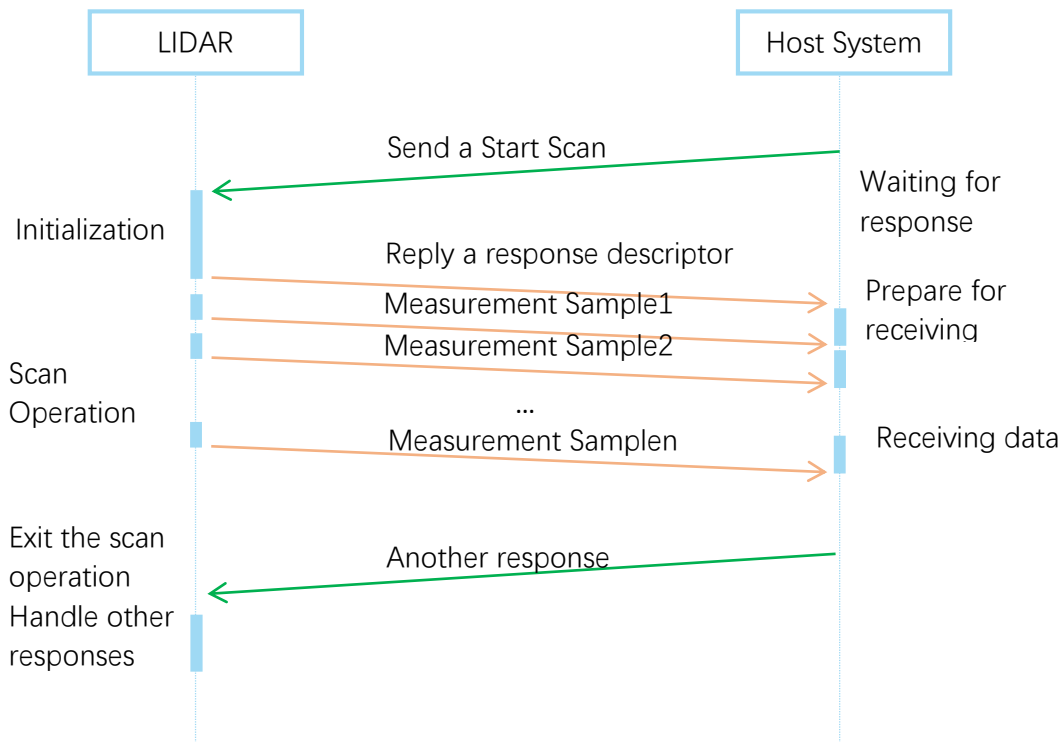 LIDAR
Host System
Send a Start Scan
Waiting for
response
Initialization
Reply a response descriptor
Prepare for
receiving
Measurement Sample1
Measurement Sample2
Scan
Operation
...
Measurement Samplen
Receiving data
Exit the scan
operation
Handle other
responses
Another response